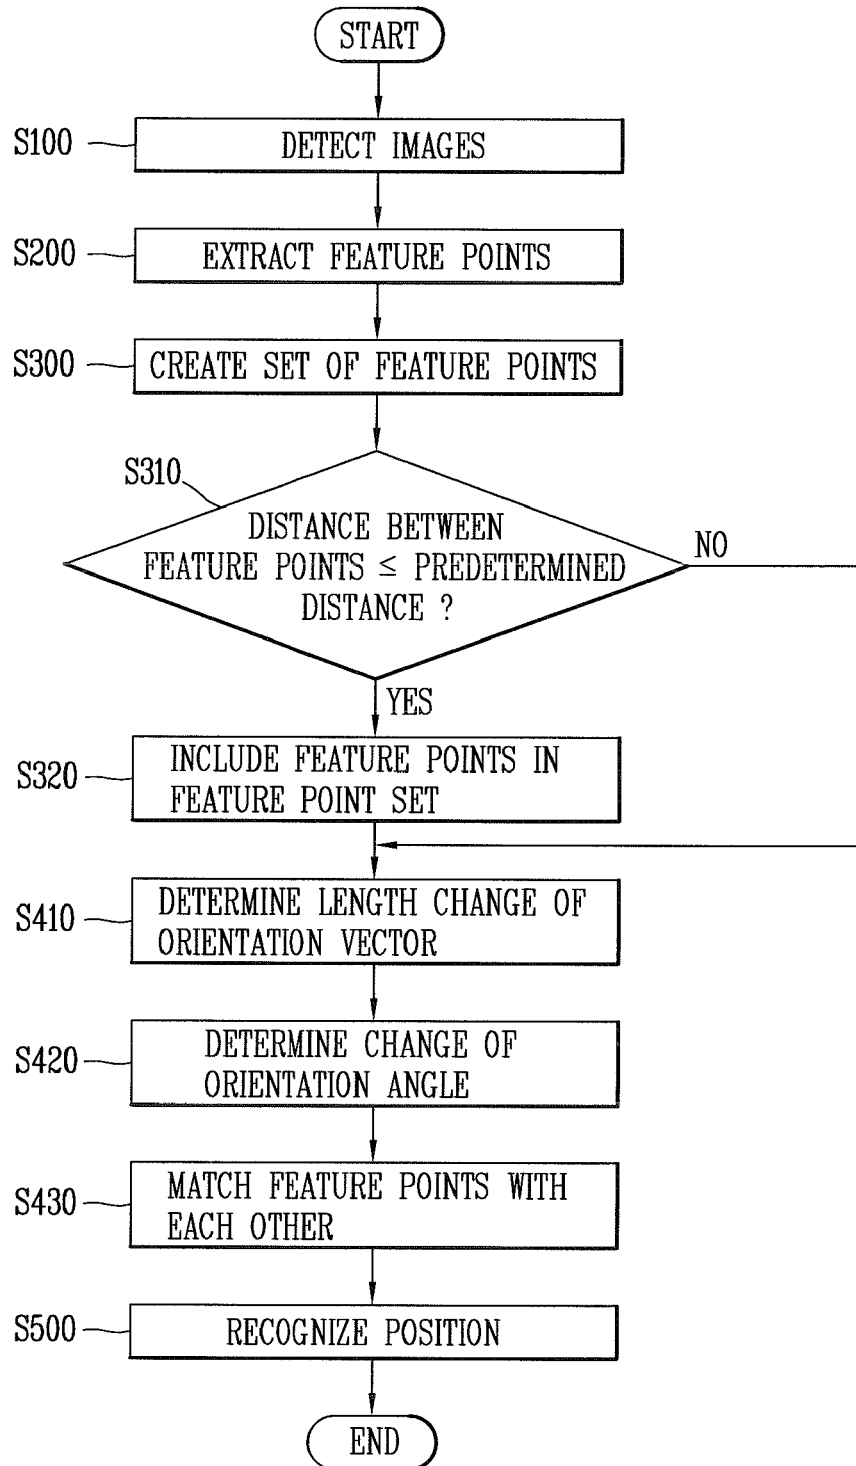 START
S100
DETECT IMAGES
S200
EXTRACT FEATURE POINTS
S300
CREATE SET OF FEATURE POINTS
S310
DISTANCE BETWEEN
FEATURE POINTS ≤ PREDETERMINED
DISTANCE ?
NO
YES
S320
INCLUDE FEATURE POINTS IN
FEATURE POINT SET
S410
DETERMINE LENGTH CHANGE OF
ORIENTATION VECTOR
S420
DETERMINE CHANGE OF
ORIENTATION ANGLE
S430
MATCH FEATURE POINTS WITH
EACH OTHER
S500
RECOGNIZE POSITION
END